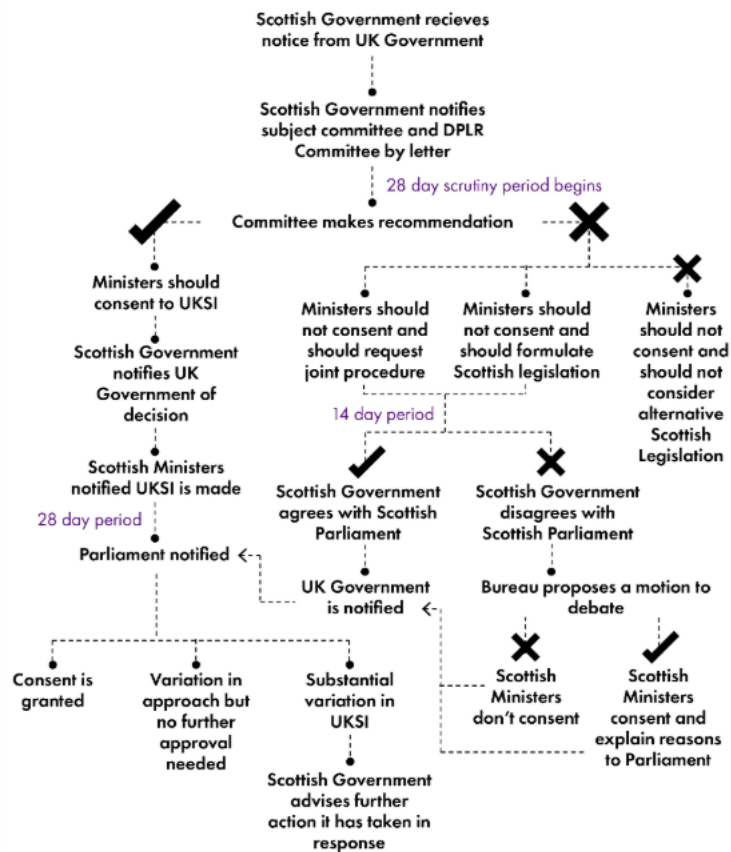 Scottish Government recieves
notice from UK Government
Scottish Government notifies
subject committee and DPLR
Committee by letter
28 day scrutiny period begins
Committee makes recommendation
Ministers should
consent to UKSI
Scottish Government
notifies UK
Government of
decision
Scottish Ministers
notified UKSI is made
28 day period
Parliament notified
Ministers should
not consent and
should request
joint procedure
Ministers should
not consent and
should formulate
Scottish legislation
Ministers
should not
consent and
should not
consider
alternative
Scottish
Legislation
14 day period
Scottish Government
agrees with Scottish
Parliament
Scottish Government
disagrees with
Scottish Parliament
UK Government
is notified
Bureau proposes a motion to
debate
Scottish
Ministers
don't consent
Scottish
Ministers
consent and
explain reasons
to Parliament
Consent is
granted
Variation in
approach but
no further
approval
needed
Substantial
variation in
UKSI
Scottish Government
advises further
action it has taken in
response